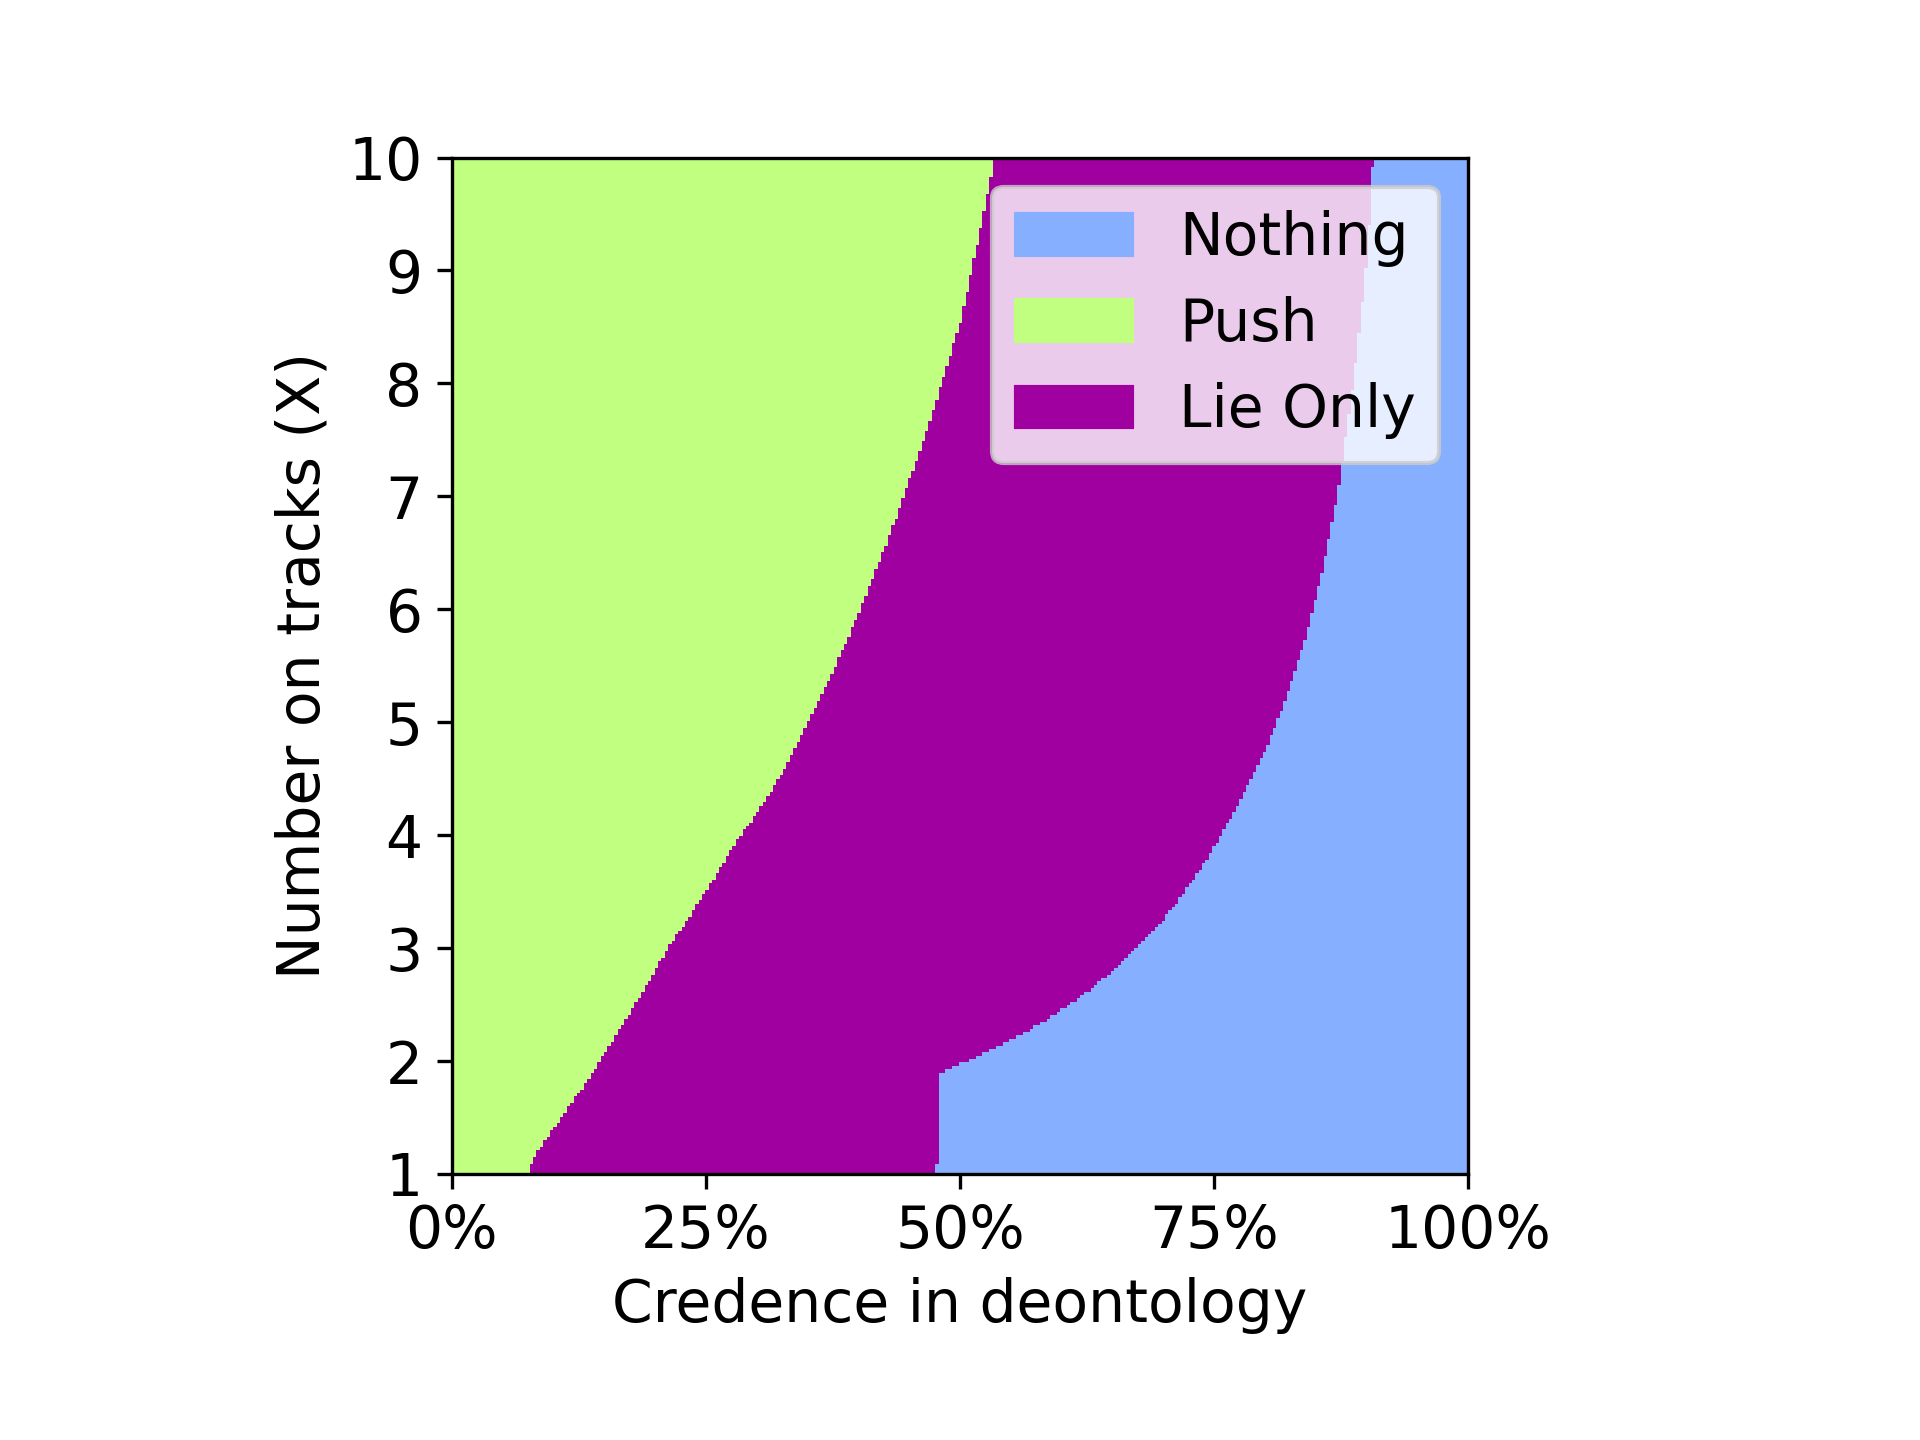 10
9
8
7
6
5
4
3
2
1
Number on tracks (X)
Nothing
Push
Lie Only
0% 25% 50% 75% 100%
Credence in deontology